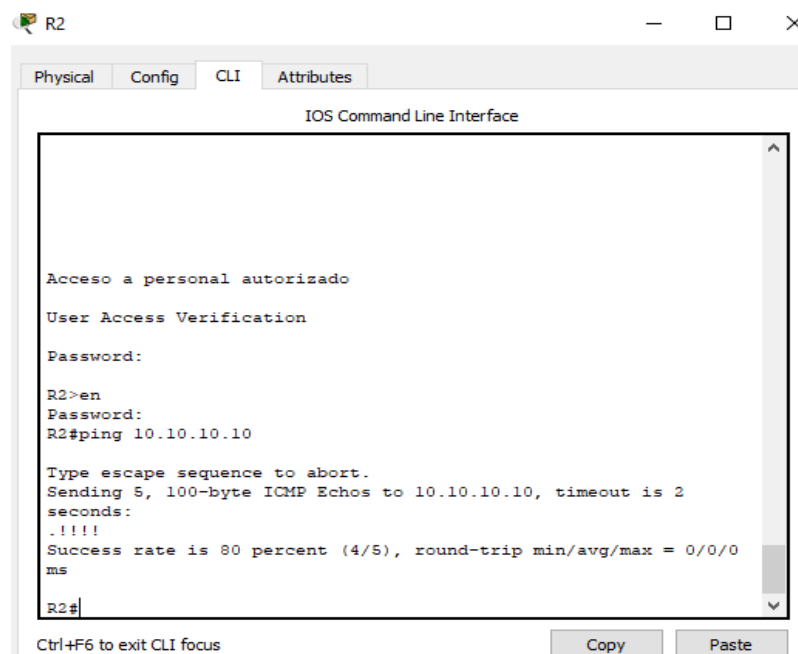 R2
Physical Config CLI Attributes
IOS Command Line Interface
Acceso a personal autorizado
User Access Verification
Password:
R2>en
Password:
R2#ping 10.10.10.10
Type escape sequence to abort.
Sending 5, 100-byte ICMP Echos to 10.10.10.10, timeout is 2
seconds:
.!!!!
Success rate is 80 percent (4/5), round-trip min/avg/max = 0/0/0
ms
R2#
Ctrl+F6 to exit CLI focus Copy Paste